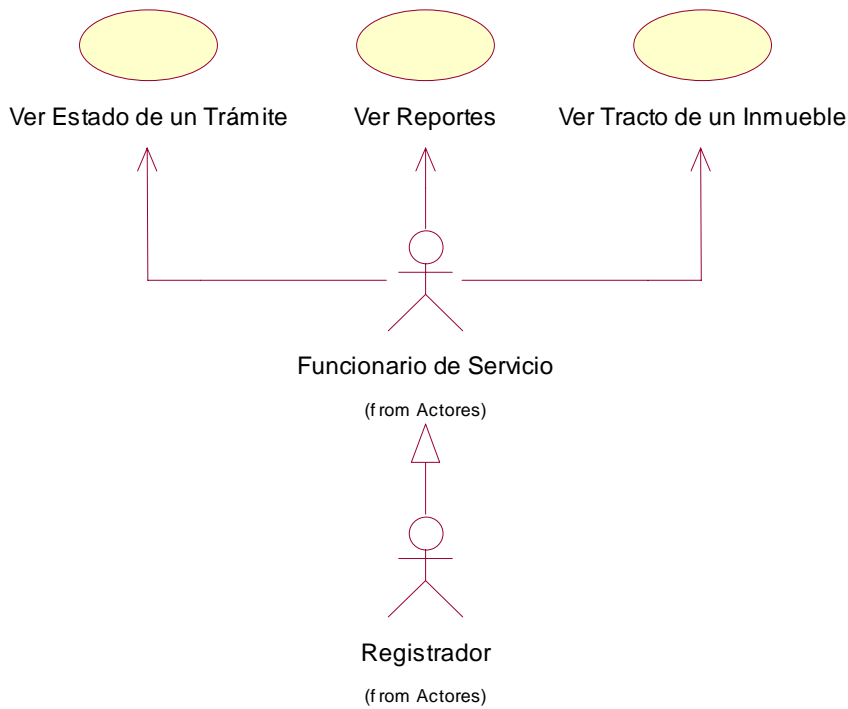 Ver Estado de un Trámite
Ver Reportes
Ver Tracto de un Inmueble
Funcionario de Servicio
(from Actores)
Registrador
(from Actores)